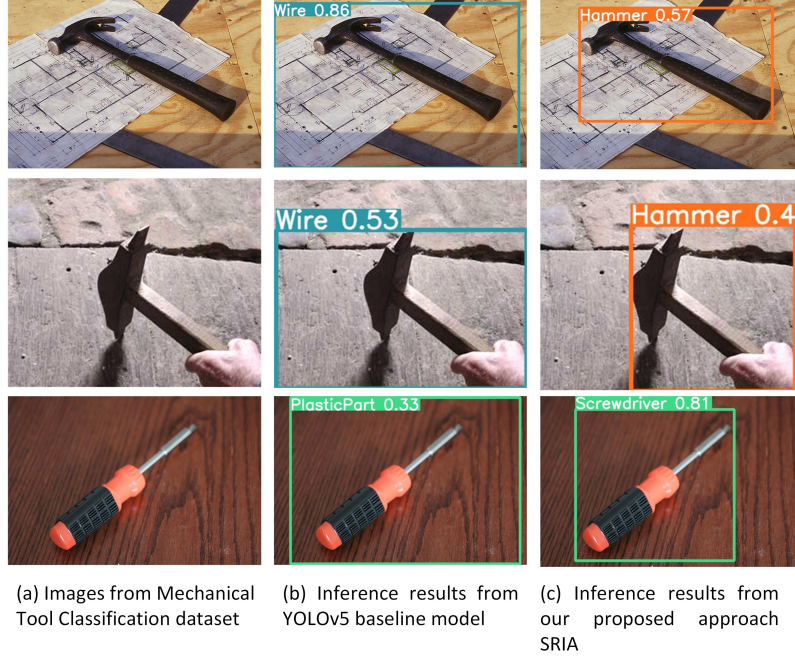 Wire 0.86
Hammer 0.57
Wire 0.53
Hammer 0.4
PlasticPart 0.33
Screwdriver 0.81
(a) Images from Mechanical
Tool Classification dataset
(b) Inference results from
YOLOv5 baseline model
(c) Inference results from
our proposed approach
SRIA